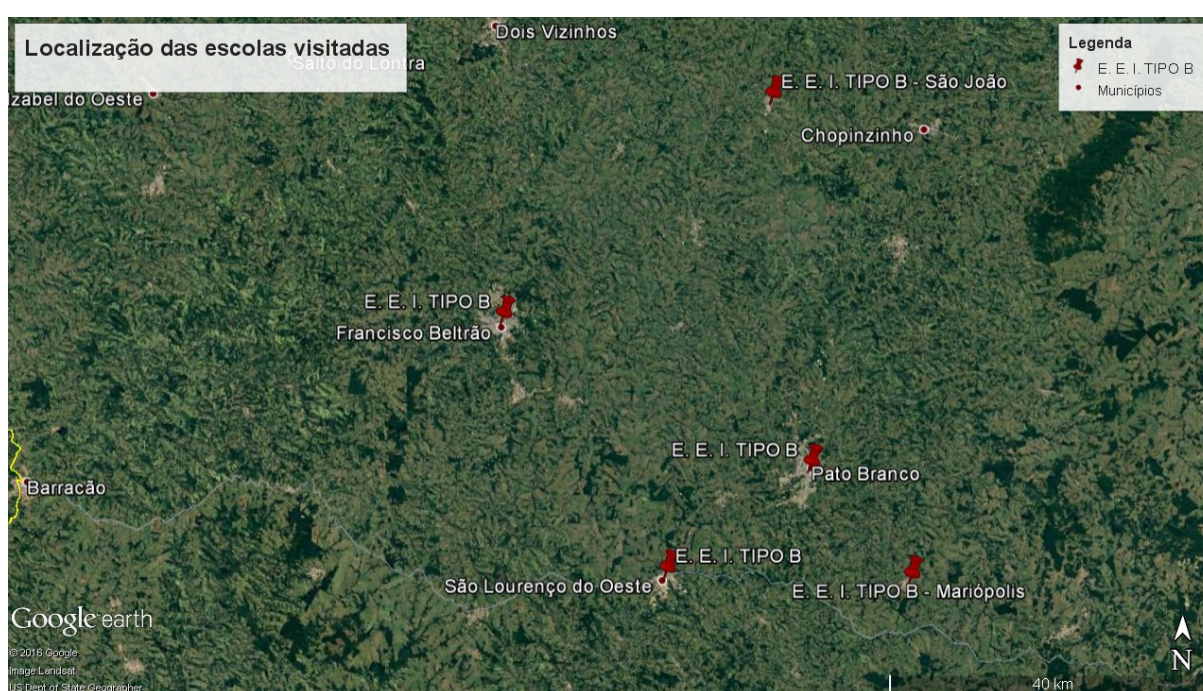 Localização das escolas visitadas
Dois Vizinhos
Salto do Lontra
Izabel do Oeste
E. E. I. TIPO B - São João
Chopinzinho
Legenda
E. E. I. TIPO B
Municípios
E. E. I. TIPO B
Francisco Beltrão
E. E. I. TIPO B
Pato Branco
Barracão
E. E. I. TIPO B
São Lourenço do Oeste
E. E. I. TIPO B - Mariópolis
Google earth
© 2016 Google
Image Landsat
US Dept of State Geographer
N
40 km